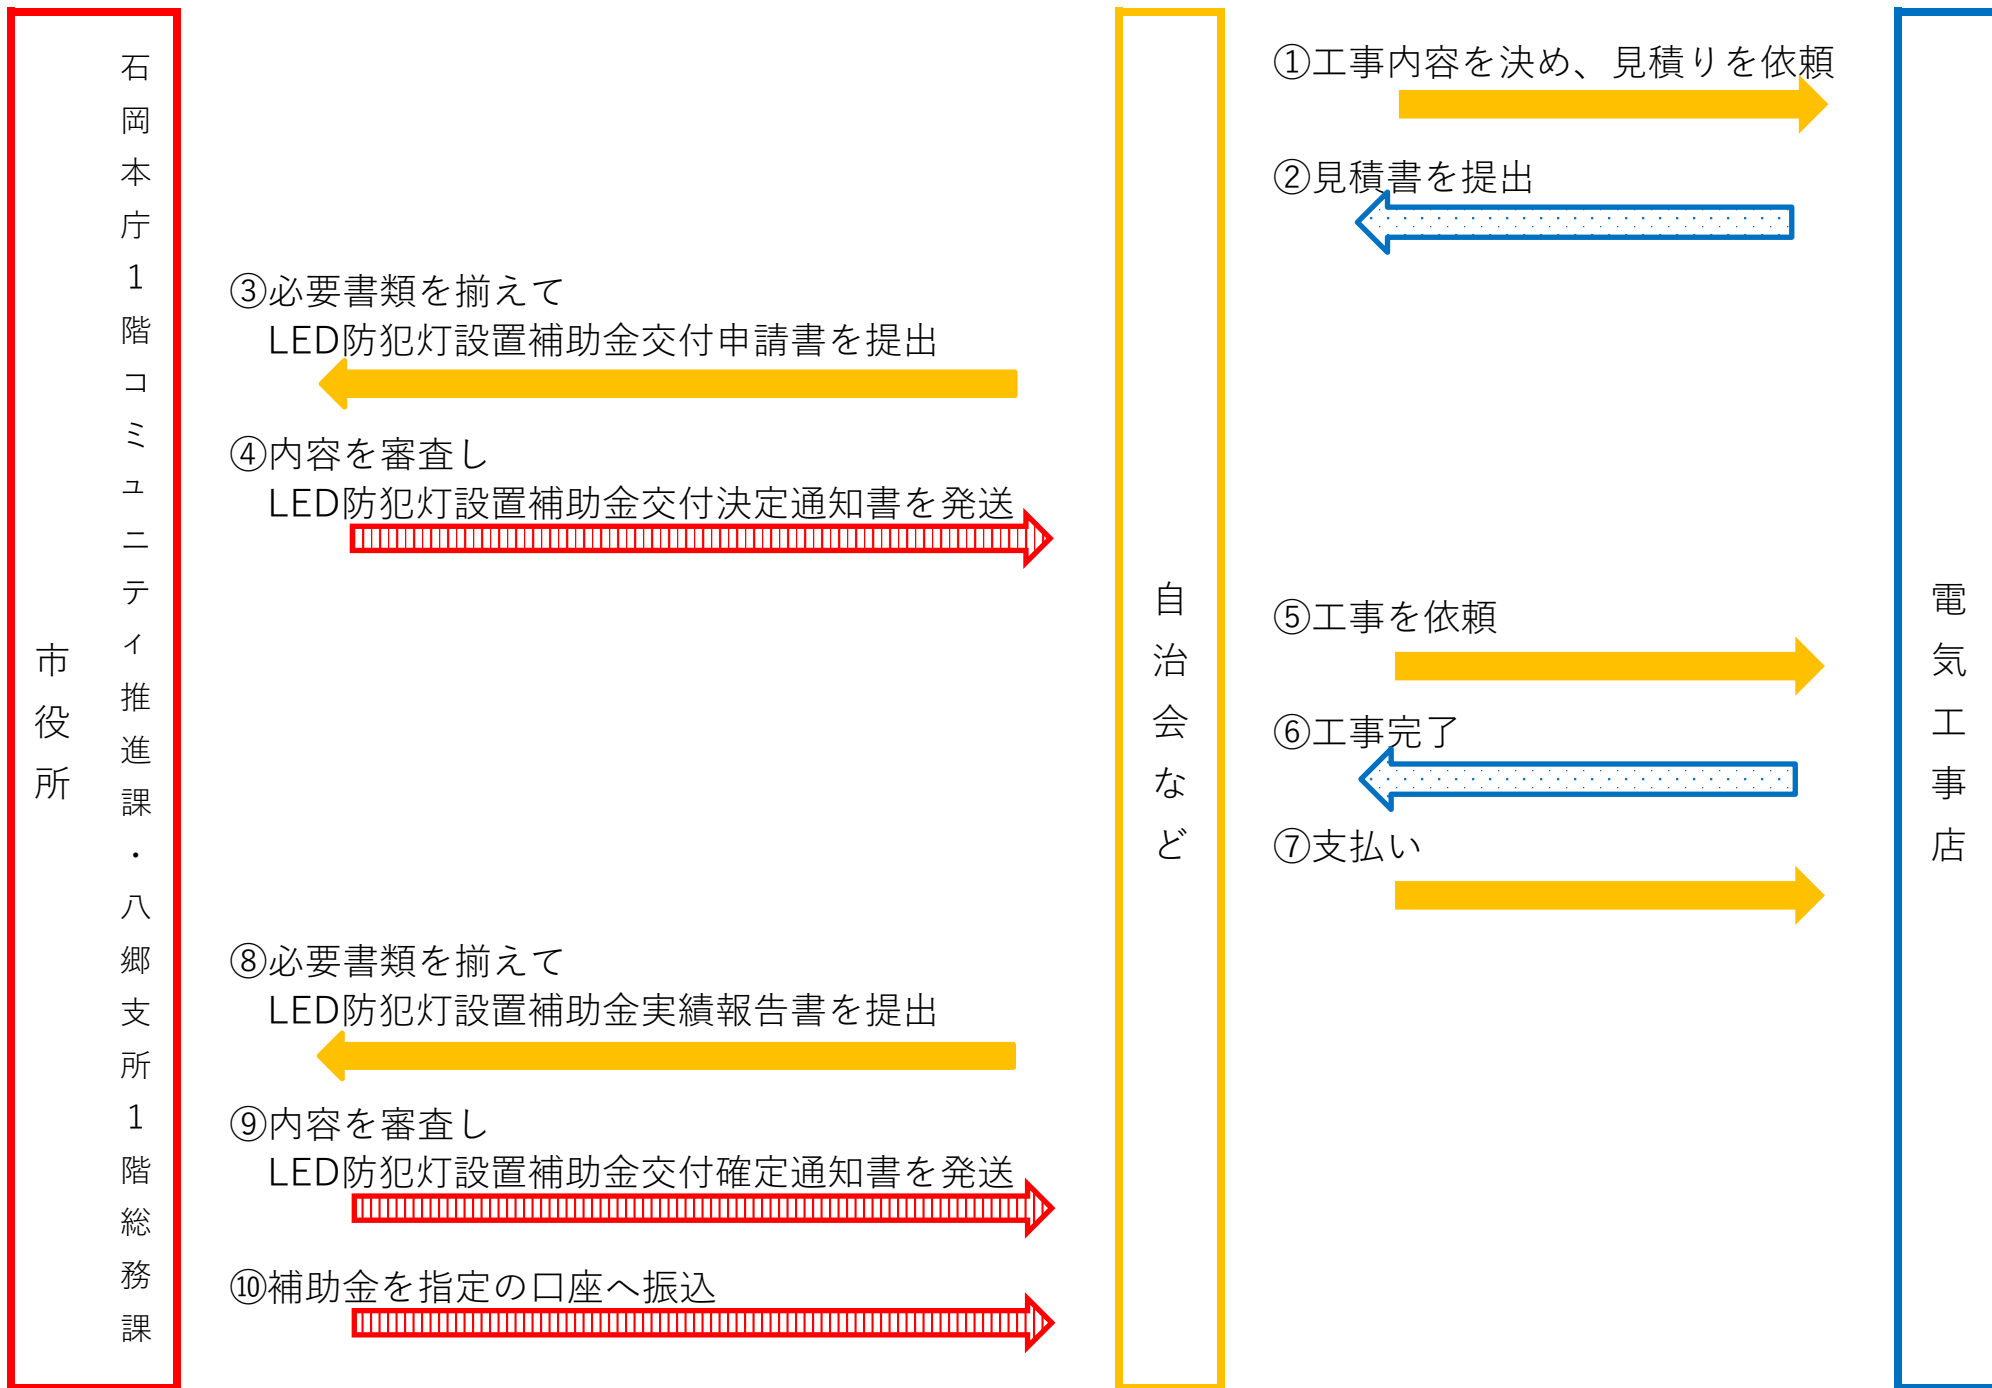 市役所
石岡本庁1階コミュニティ推進課・八郷支所1階総務課
①工事内容を決め、見積りを依頼
②見積書を提出
③必要書類を揃えて
LED防犯灯設置補助金交付申請書を提出
④内容を審査し
LED防犯灯設置補助金交付決定通知書を発送
自治会など
⑤工事を依頼
⑥工事完了
⑦支払い
電気工事店
⑧必要書類を揃えて
LED防犯灯設置補助金実績報告書を提出
⑨内容を審査し
LED防犯灯設置補助金交付確定通知書を発送
⑩補助金を指定の口座へ振込